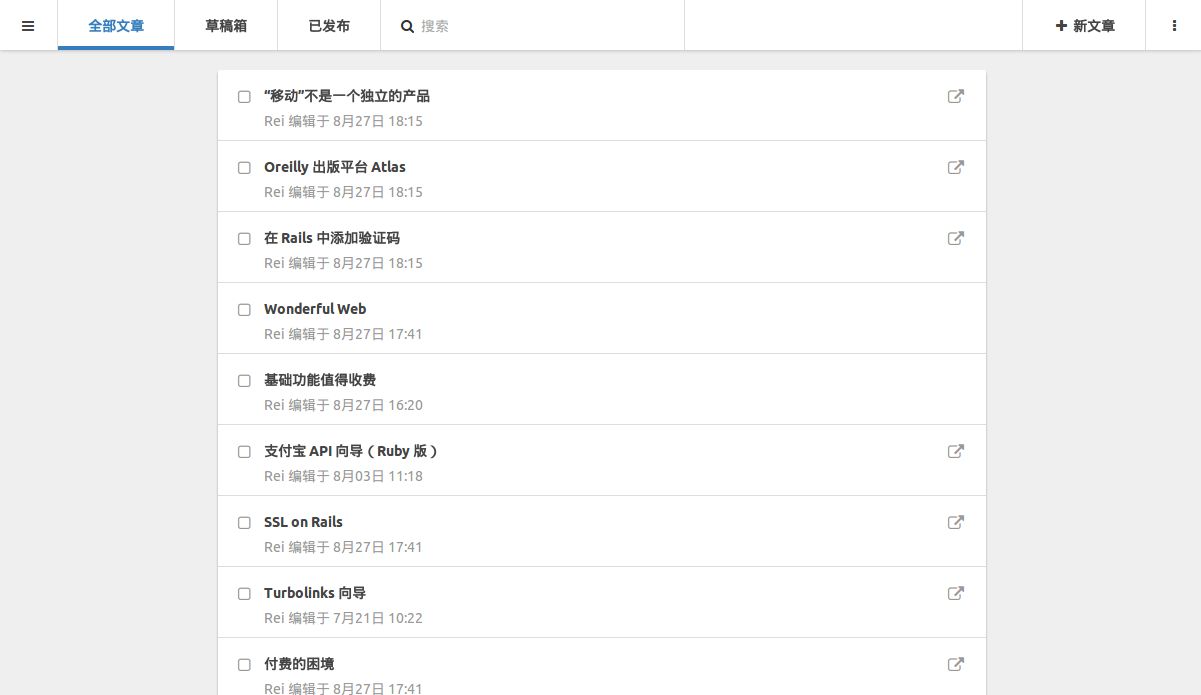 全部文章 草稿箱 已发布 搜索 新文章
“移动”不是一个独立的产品
Rei 编辑于 8月27日 18:15
Oreilly 出版平台 Atlas
Rei 编辑于 8月27日 18:15
在 Rails 中添加验证码
Rei 编辑于 8月27日 18:15
Wonderful Web
Rei 编辑于 8月27日 17:41
基础功能值得收费
Rei 编辑于 8月27日 16:20
支付宝 API 向导（Ruby 版）
Rei 编辑于 8月03日 11:18
SSL on Rails
Rei 编辑于 8月27日 17:41
Turbolinks 向导
Rei 编辑于 7月21日 10:22
付费的困境
Rei 编辑于 8月27日 17:41